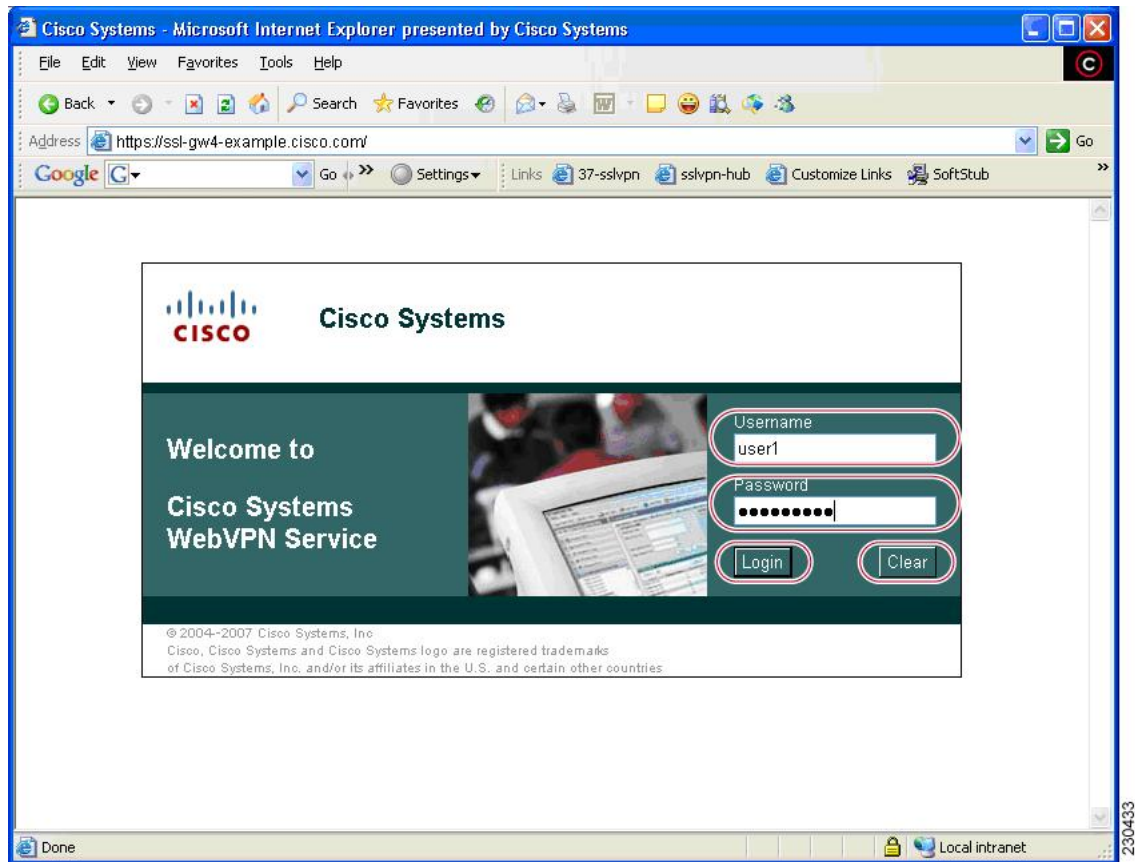 Cisco Systems - Microsoft Internet Explorer presented by Cisco Systems
File Edit View Favorites Tools Help
Back Search Favorites
Address https://ssl-gw4-example.cisco.com/ Go
Google G Go Settings Links 37-sslvpn sslvpn-hub Customize Links SoftStub
CISCO
Cisco Systems
Welcome to
Cisco Systems
WebVPN Service
Username
user1
Password
•••••••••
Login Clear
© 2004-2007 Cisco Systems, Inc
Cisco, Cisco Systems and Cisco Systems logo are registered trademarks
of Cisco Systems, Inc. and/or its affiliates in the U.S. and certain other countries
Done Local intranet
230433